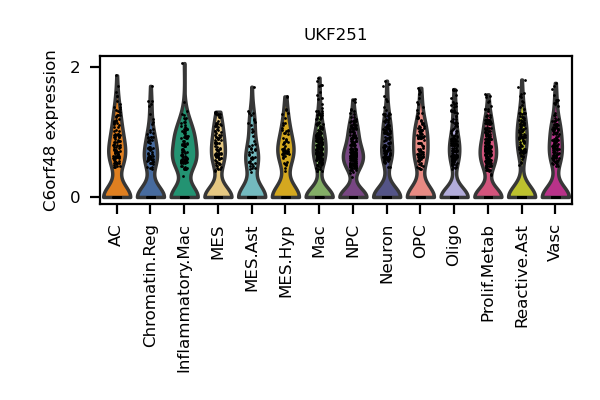 UKF251
C6orf48 expression
2
0
AC
Chromatin.Reg
Inflammatory.Mac
MES
MES.Ast
MES.Hyp
Mac
NPC
Neuron
OPC
Oligo
Prolif.Metab
Reactive.Ast
Vasc